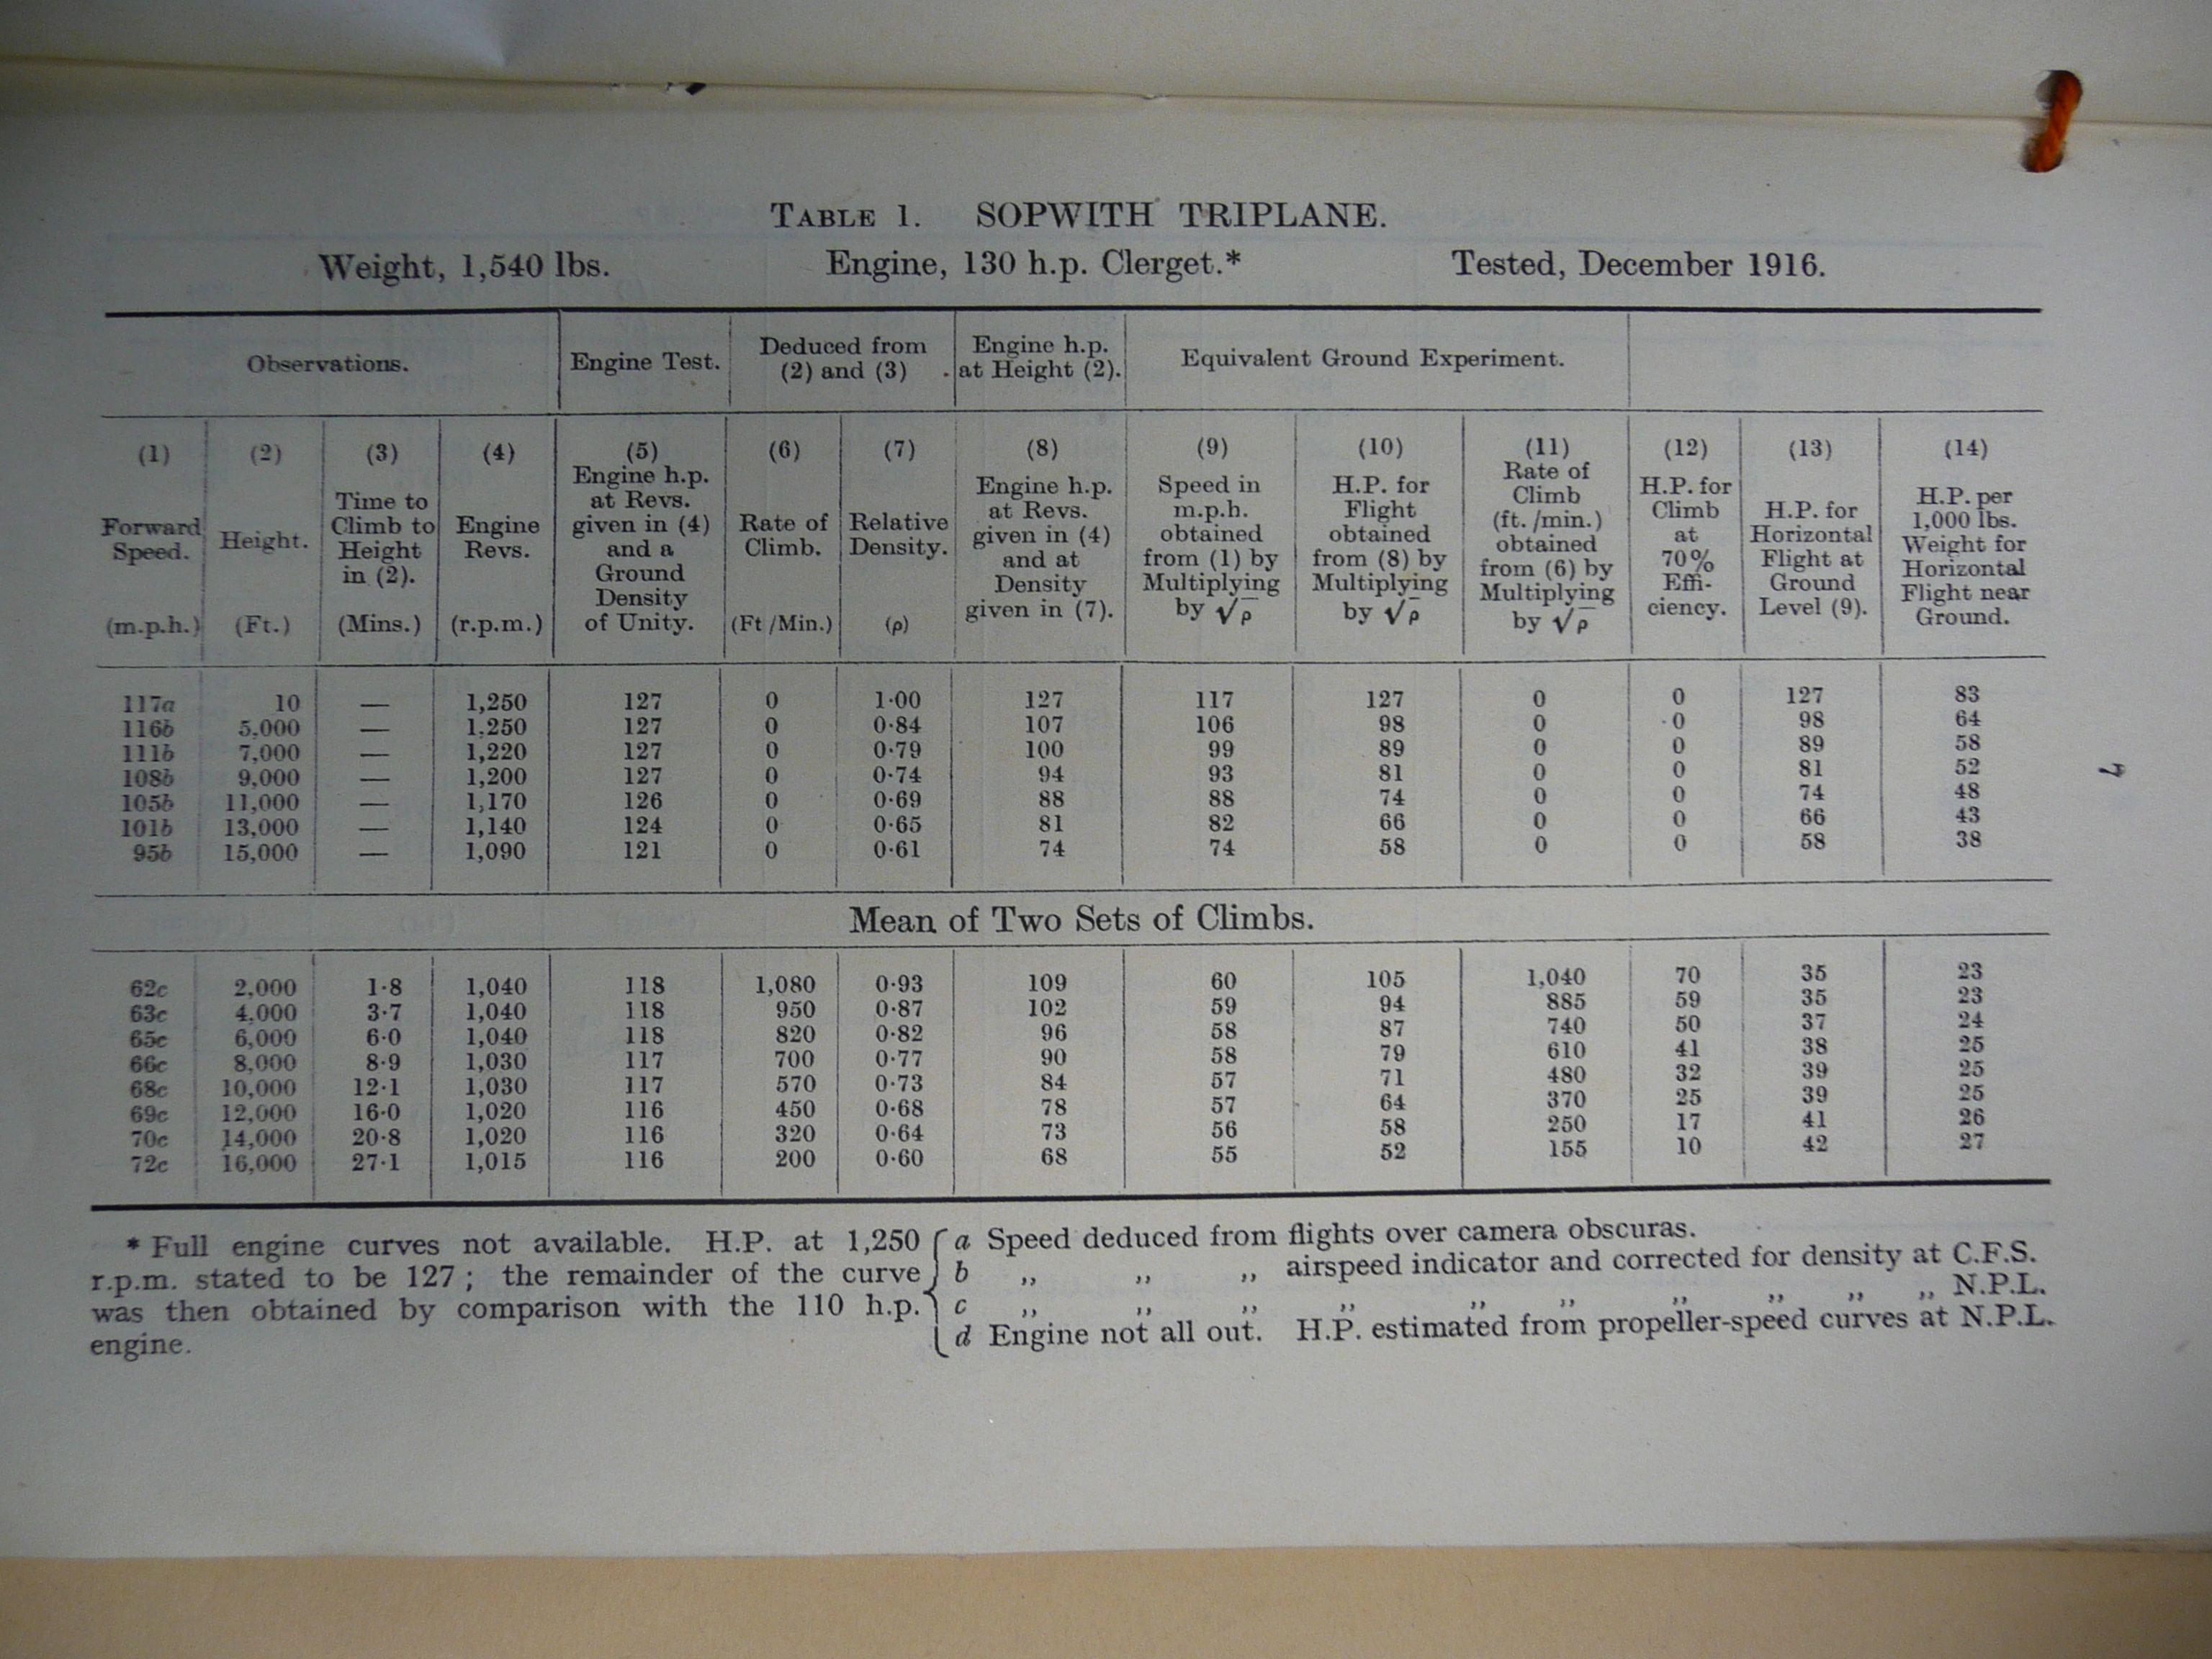 TABLE 1. SOPWITH TRIPLANE.
Weight, 1,540 lbs. Engine, 130 h.p. Clerget.* Tested, December 1916.
Observations. Engine Test. Deduced from (2) and (3) Engine h.p. at Height (2). Equivalent Ground Experiment.
(1) Forward Speed. (m.p.h.)
(2) Height. (Ft.)
(3) Time to Climb to Height in (2). (Mins.)
(4) Engine Revs. (r.p.m.)
(5) Engine h.p. at Revs. given in (4) and a Ground Density of Unity.
(6) Rate of Climb. (Ft /Min.)
(7) Relative Density. (ρ)
(8) Engine h.p. at Revs. given in (4) and at Density given in (7).
(9) Speed in m.p.h. obtained from (1) by Multiplying by √ρ
(10) H.P. for Flight obtained from (8) by Multiplying by √ρ
(11) Rate of Climb (ft. /min.) obtained from (6) by Multiplying by √ρ
(12) H.P. for Climb at 70% Effi- ciency.
(13) H.P. for Horizontal Flight at Ground Level (9).
(14) H.P. per 1,000 lbs. Weight for Horizontal Flight near Ground.
117a 10 — 1,250 127 0 1·00 127 117 127 0 0 127 83
116b 5,000 — 1,250 127 0 0·84 107 106 98 0 0 98 64
111b 7,000 — 1,220 127 0 0·79 100 99 89 0 0 89 58
108b 9,000 — 1,200 127 0 0·74 94 93 81 0 0 81 52
105b 11,000 — 1,170 126 0 0·69 88 88 74 0 0 74 48
101b 13,000 — 1,140 124 0 0·65 81 82 66 0 0 66 43
95b 15,000 — 1,090 121 0 0·61 74 74 58 0 0 58 38
Mean of Two Sets of Climbs.
62c 2,000 1·8 1,040 118 1,080 0·93 109 60 105 1,040 70 35 23
63c 4,000 3·7 1,040 118 950 0·87 102 59 94 885 59 35 23
65c 6,000 6·0 1,040 118 820 0·82 96 58 87 740 50 37 24
66c 8,000 8·9 1,030 117 700 0·77 90 58 79 610 41 38 25
68c 10,000 12·1 1,030 117 570 0·73 84 57 71 480 32 39 25
69c 12,000 16·0 1,020 116 450 0·68 78 57 64 370 25 39 25
70c 14,000 20·8 1,020 116 320 0·64 73 56 58 250 17 41 26
72c 16,000 27·1 1,015 116 200 0·60 68 55 52 155 10 42 27
* Full engine curves not available. H.P. at 1,250
r.p.m. stated to be 127 ; the remainder of the curve
was then obtained by comparison with the 110 h.p.
engine.
a Speed deduced from flights over camera obscuras.
b ,, ,, ,, airspeed indicator and corrected for density at C.F.S.
c ,, ,, ,, ,, ,, ,, ,, ,, ,, ,, N.P.L.
d Engine not all out. H.P. estimated from propeller-speed curves at N.P.L.
7